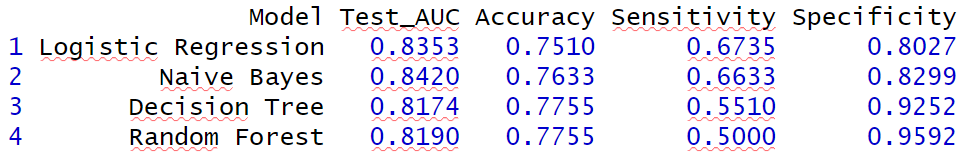 Model Test_AUC Accuracy Sensitivity Specificity
1 Logistic Regression 0.8353 0.7510 0.6735 0.8027
2 Naive Bayes 0.8420 0.7633 0.6633 0.8299
3 Decision Tree 0.8174 0.7755 0.5510 0.9252
4 Random Forest 0.8190 0.7755 0.5000 0.9592